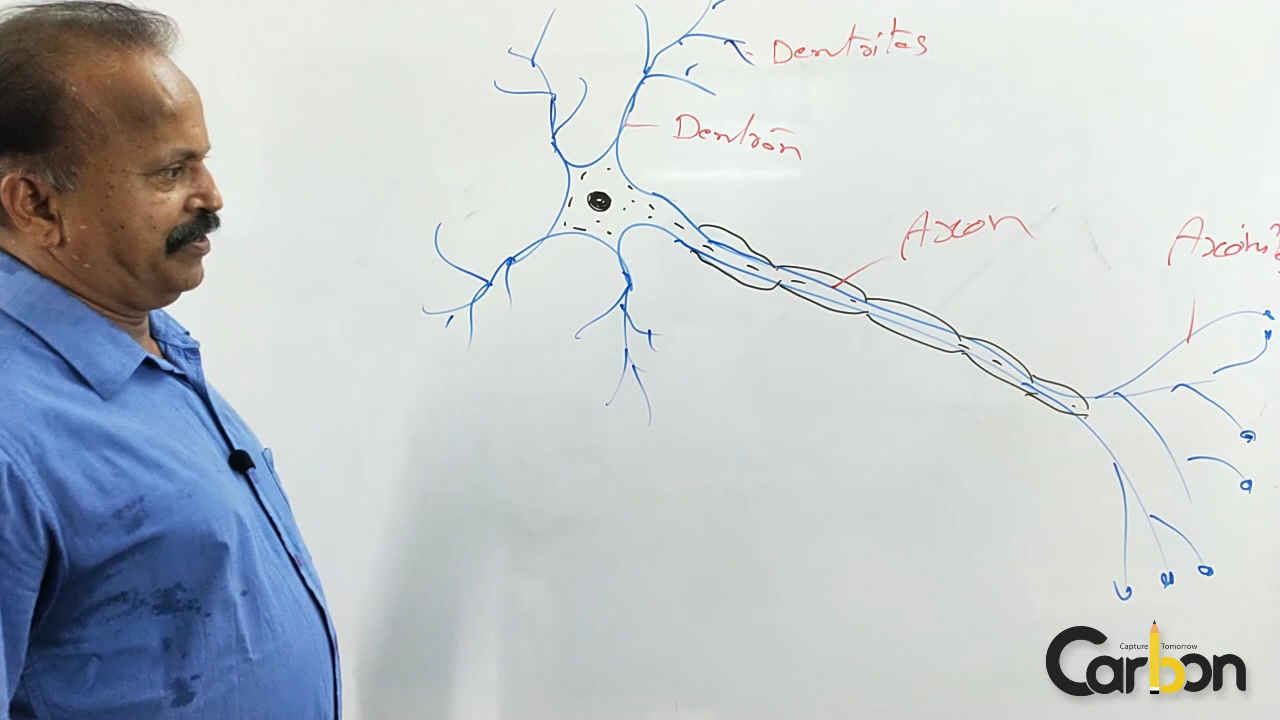 Dentrites
Dentron
Axon
Capture Tomorrow
Carbon